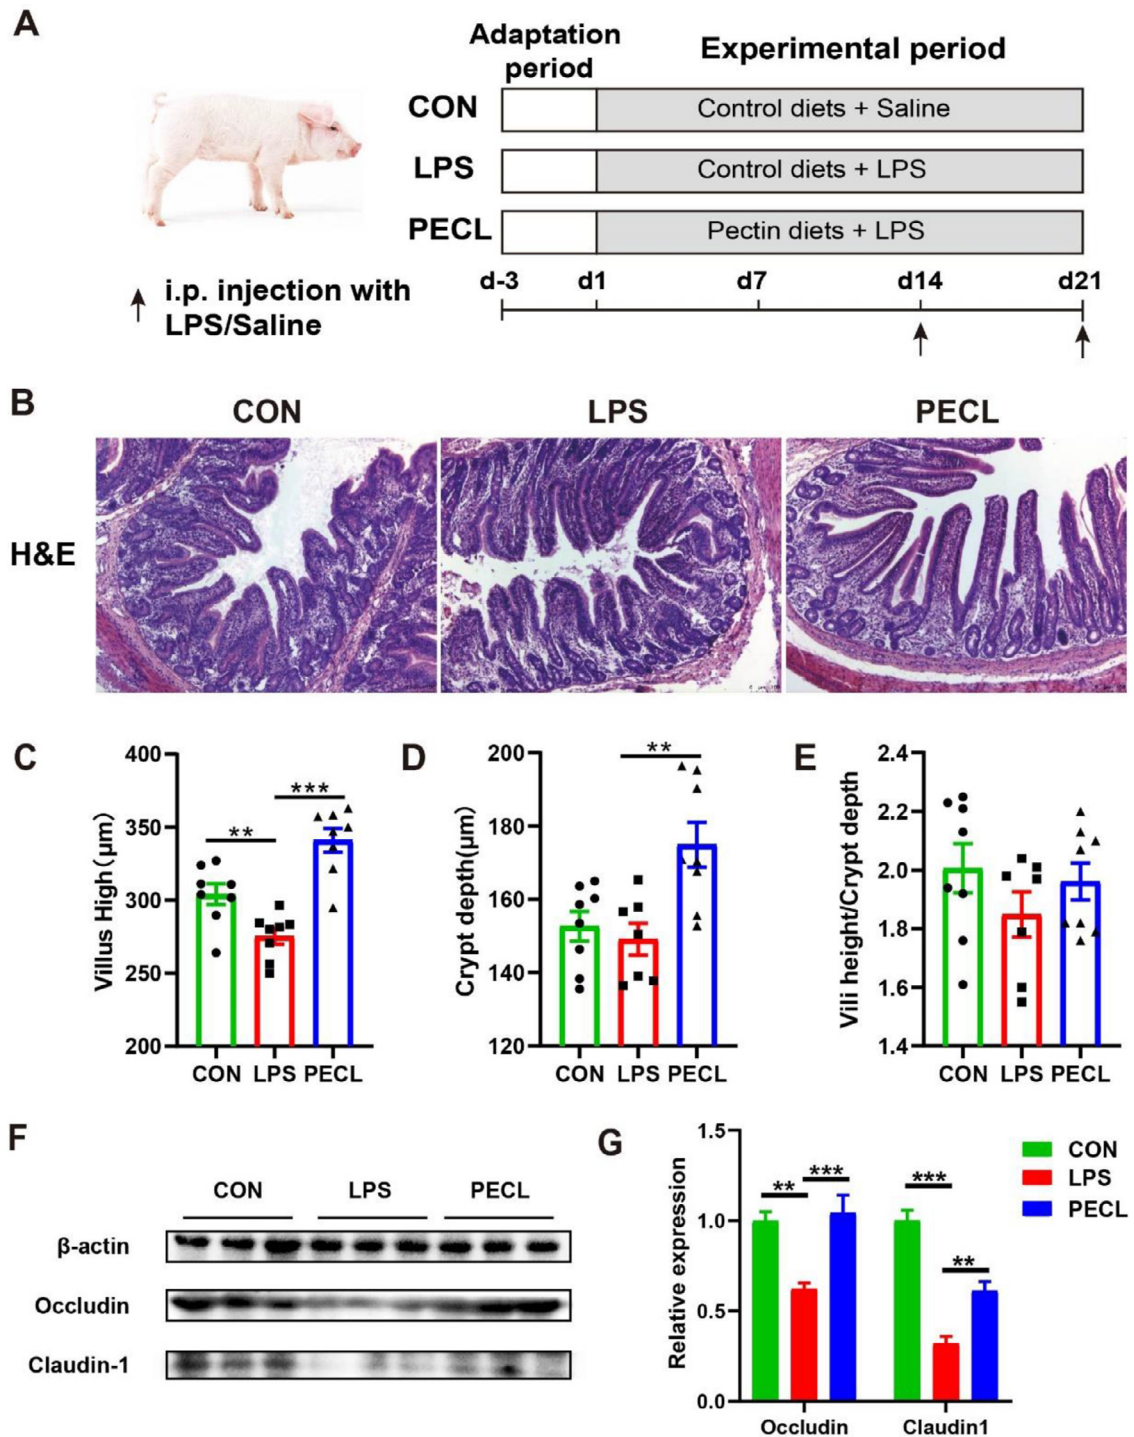 A
Adaptation
period
Experimental period
CON
Control diets + Saline
LPS
Control diets + LPS
PECL
Pectin diets + LPS
d-3
d1
d7
d14
d21
i.p. injection with
LPS/Saline
B
CON
LPS
PECL
H&E
C
Villus High(μm)
400
350
300
250
200
**
***
CON
LPS
PECL
D
Crypt depth(μm)
200
180
160
140
120
**
CON
LPS
PECL
E
Vili height/Crypt depth
2.4
2.2
2.0
1.8
1.6
1.4
CON
LPS
PECL
F
CON
LPS
PECL
β-actin
Occludin
Claudin-1
G
Relative expression
1.5
1.0
0.5
0.0
**
***
***
**
Occludin
Claudin1
CON
LPS
PECL